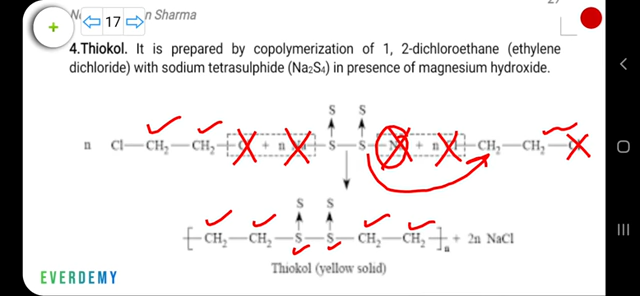 n Sharma
+
17
4.Thiokol. It is prepared by copolymerization of 1, 2-dichloroethane (ethylene
dichloride) with sodium tetrasulphide (Na₂S₄) in presence of magnesium hydroxide.
S S
n Cl—CH₂—CH₂ + n —S—S— + n —CH₂—CH₂—
S S
[CH₂—CH₂—S—S—CH₂—CH₂]ₙ + 2n NaCl
Thiokol (yellow solid)
EVERDEMY